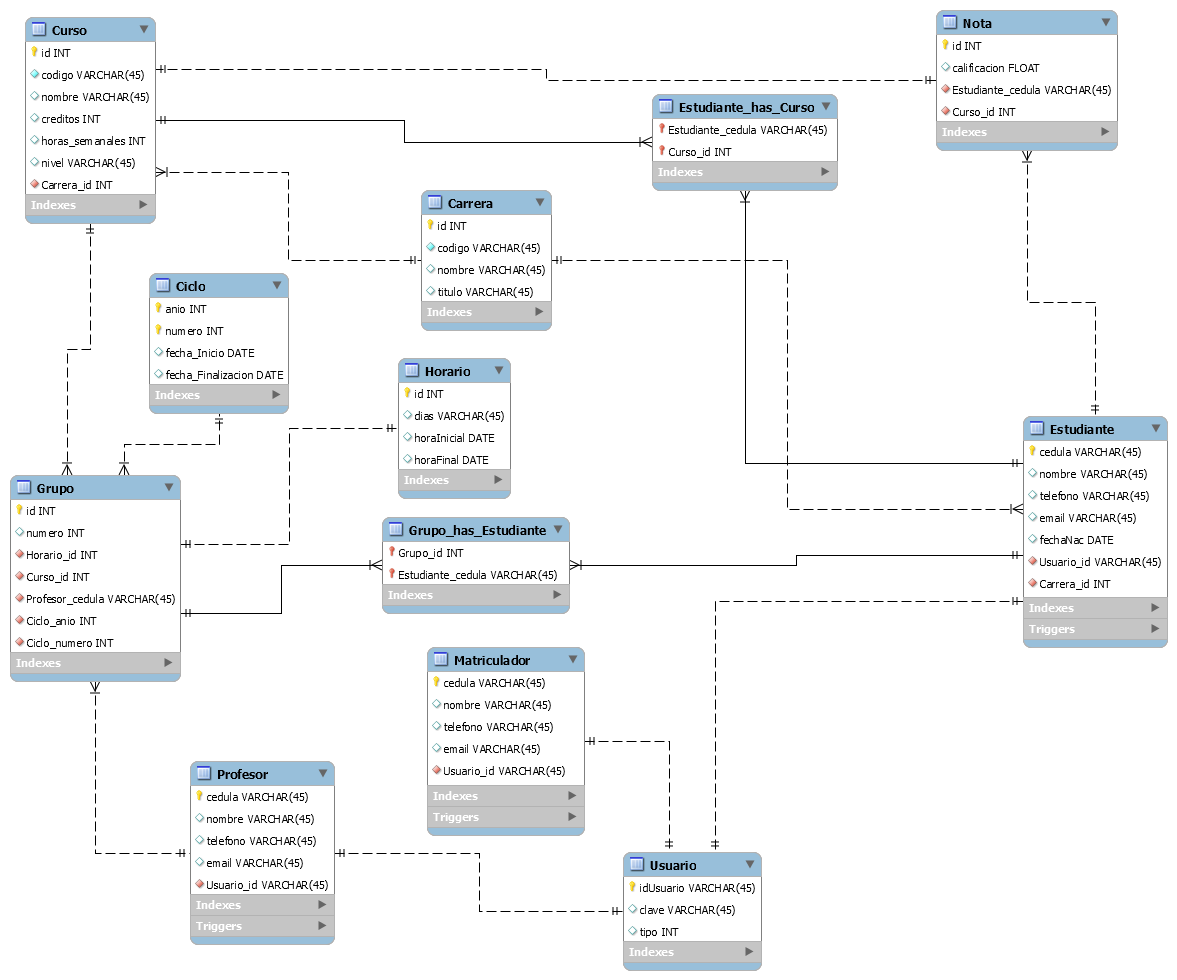 Curso
id INT
codigo VARCHAR(45)
nombre VARCHAR(45)
creditos INT
horas_semanales INT
nivel VARCHAR(45)
Carrera_id INT
Indexes
Nota
id INT
calificacion FLOAT
Estudiante_cedula VARCHAR(45)
Curso_id INT
Indexes
Estudiante_has_Curso
Estudiante_cedula VARCHAR(45)
Curso_id INT
Indexes
Carrera
id INT
codigo VARCHAR(45)
nombre VARCHAR(45)
titulo VARCHAR(45)
Indexes
Ciclo
anio INT
numero INT
fecha_Inicio DATE
fecha_Finalizacion DATE
Indexes
Horario
id INT
dias VARCHAR(45)
horaInicial DATE
horaFinal DATE
Indexes
Estudiante
cedula VARCHAR(45)
nombre VARCHAR(45)
telefono VARCHAR(45)
email VARCHAR(45)
fechaNac DATE
Usuario_id VARCHAR(45)
Carrera_id INT
Indexes
Triggers
Grupo
id INT
numero INT
Horario_id INT
Curso_id INT
Profesor_cedula VARCHAR(45)
Ciclo_anio INT
Ciclo_numero INT
Indexes
Grupo_has_Estudiante
Grupo_id INT
Estudiante_cedula VARCHAR(45)
Indexes
Matriculador
cedula VARCHAR(45)
nombre VARCHAR(45)
telefono VARCHAR(45)
email VARCHAR(45)
Usuario_id VARCHAR(45)
Indexes
Triggers
Profesor
cedula VARCHAR(45)
nombre VARCHAR(45)
telefono VARCHAR(45)
email VARCHAR(45)
Usuario_id VARCHAR(45)
Indexes
Triggers
Usuario
idUsuario VARCHAR(45)
clave VARCHAR(45)
tipo INT
Indexes